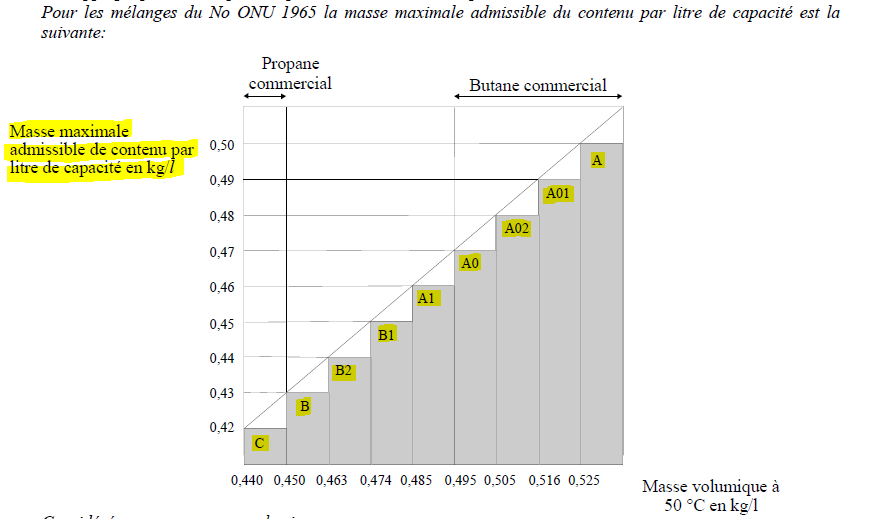 Pour les mélanges du No ONU 1965 la masse maximale admissible du contenu par litre de capacité est la
suivante:
Propane
commercial
Butane commercial
Masse maximale
admissible de contenu par
litre de capacité en kg/l
0,50
0,49
0,48
0,47
0,46
0,45
0,44
0,43
0,42
A
A01
A02
A0
A1
B1
B2
B
C
0,440 0,450 0,463 0,474 0,485 0,495 0,505 0,516 0,525
Masse volumique à
50 °C en kg/l